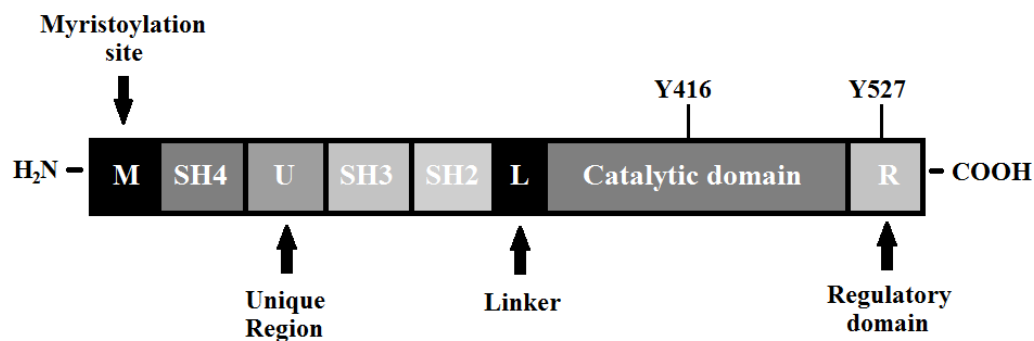 Myristoylation
site
Y416
Y527
H₂N
M
SH4
U
SH3
SH2
L
Catalytic domain
R
COOH
Unique
Region
Linker
Regulatory
domain